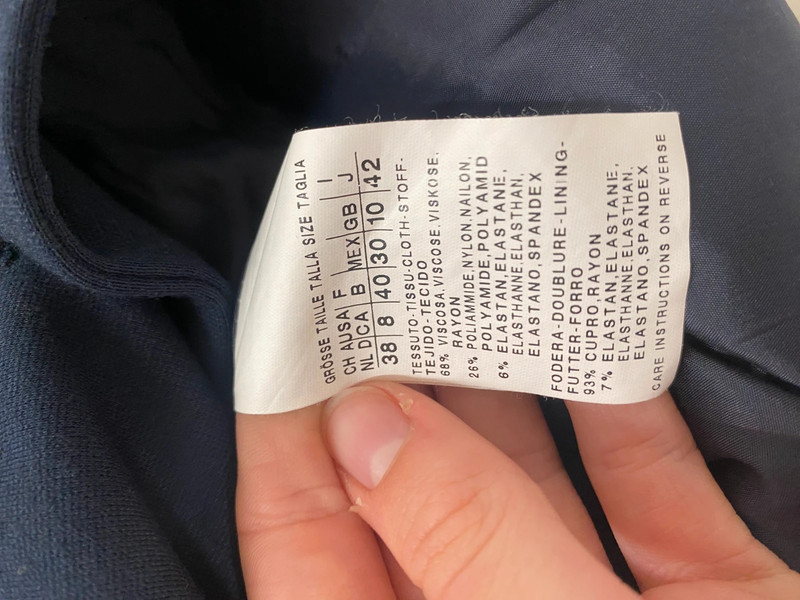 GRÖSSE TAILLE TALLA SIZE TAGLIA
CH AUSA F I
NL D CA B MEX GB J
38 8 40 30 10 42
TESSUTO-TISSU-CLOTH-STOFF-
TEJIDO-TECIDO
68% VISCOSA,VISCOSE,VISKOSE,
RAYON
26% POLIAMMIDE,NYLON,NAILON,
POLYAMIDE,POLYAMID
6% ELASTAN,ELASTANE,
ELASTHANNE,ELASTHAN,
ELASTANO,SPANDEX
FODERA-DOUBLURE-LINING-
FUTTER-FORRO
93% CUPRO,RAYON
7% ELASTAN,ELASTANE,
ELASTHANNE,ELASTHAN,
ELASTANO,SPANDEX
CARE INSTRUCTIONS ON REVERSE